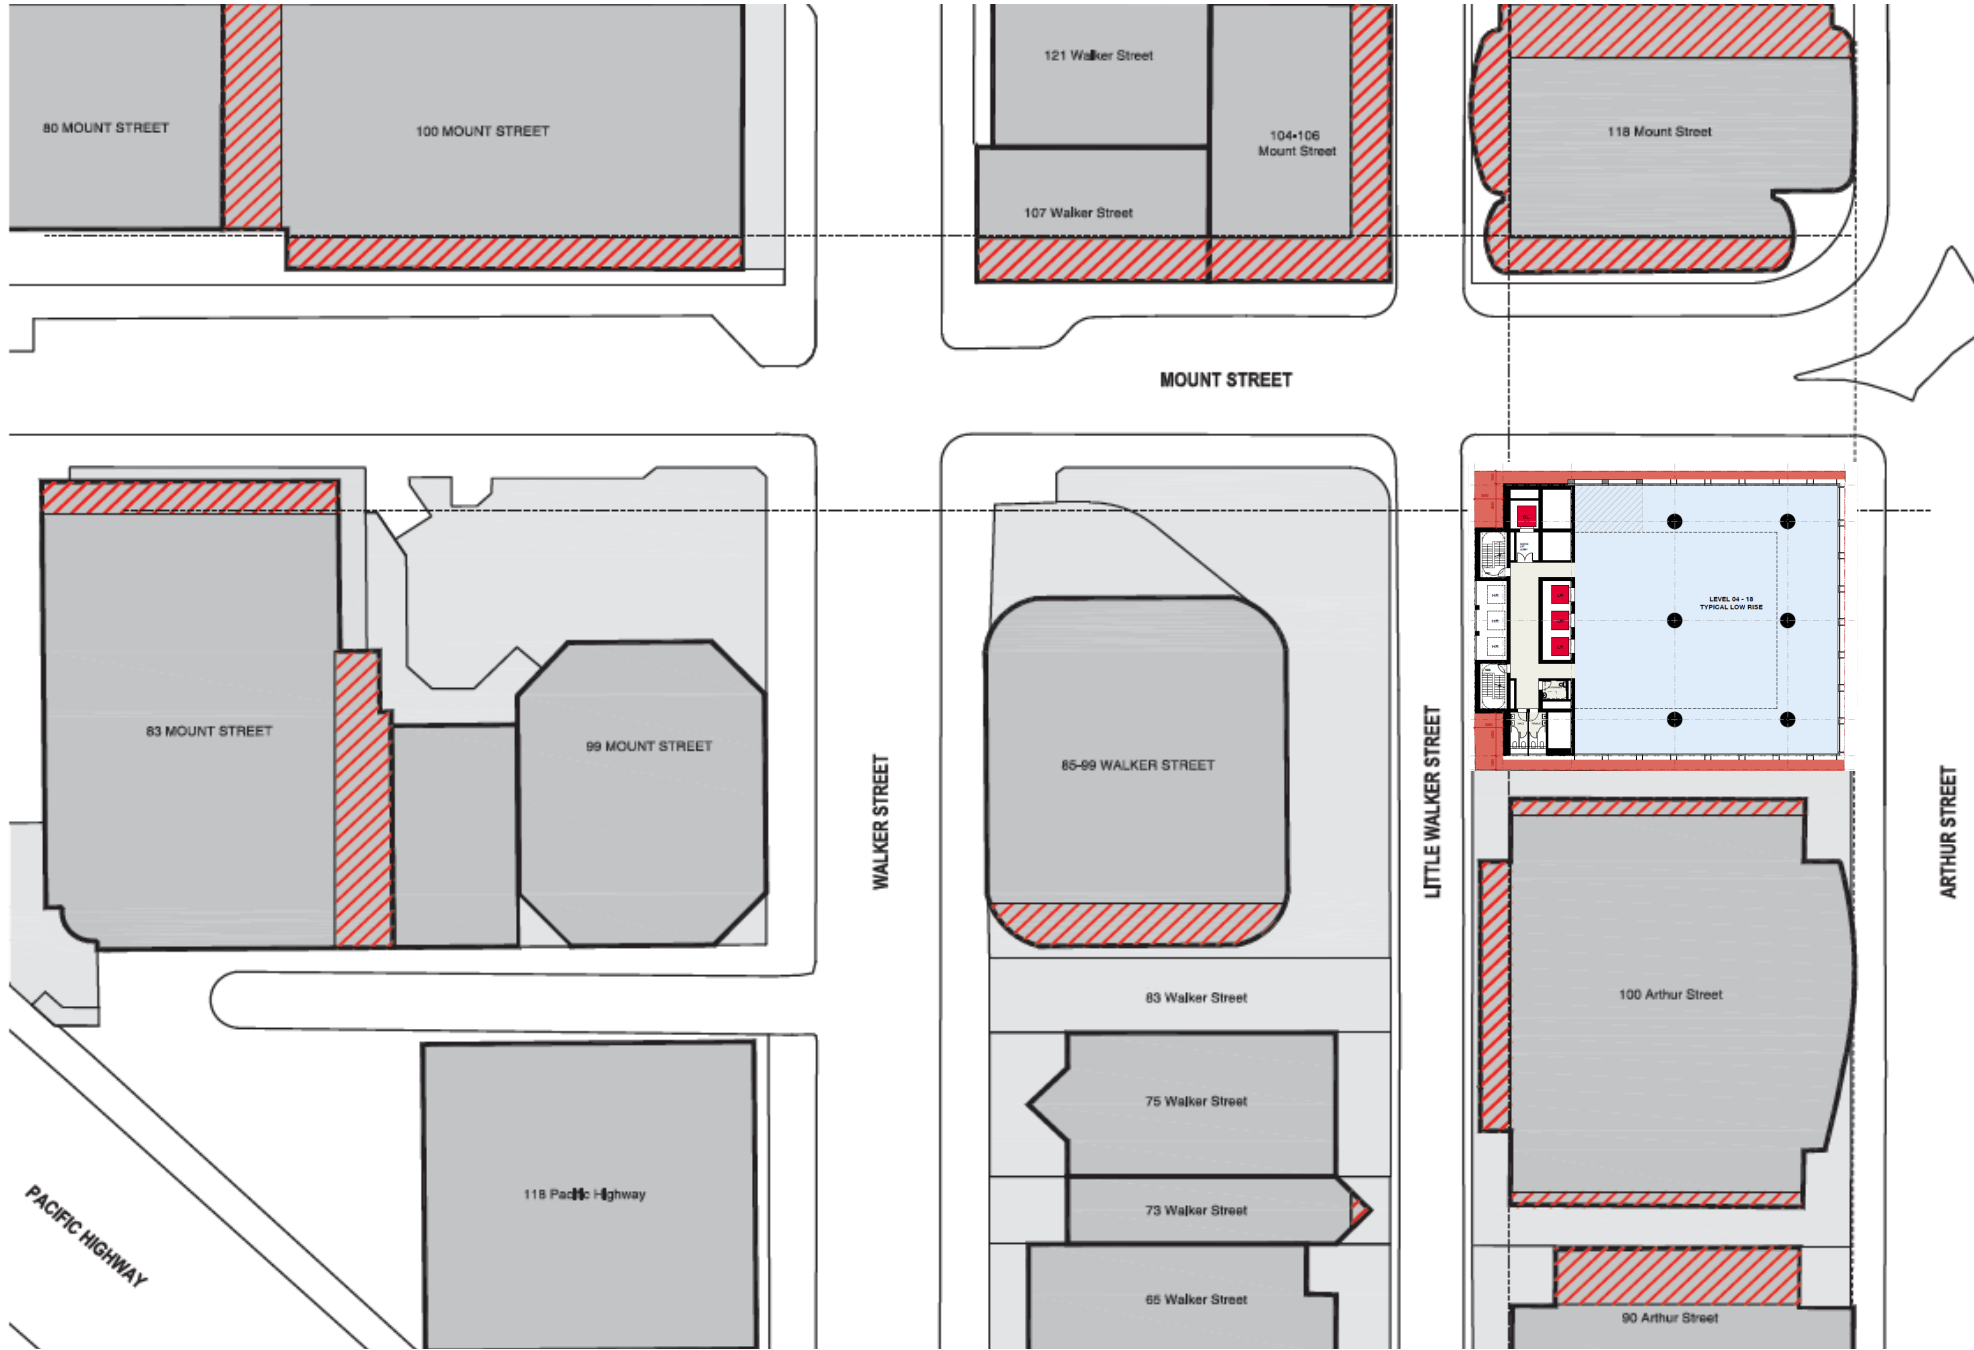 121 Walker Street
80 MOUNT STREET
100 MOUNT STREET
104-106
Mount Street
118 Mount Street
107 Walker Street
MOUNT STREET
LEVEL 04 - 18
TYPICAL LOW RISE
83 MOUNT STREET
99 MOUNT STREET
85-99 WALKER STREET
WALKER STREET
LITTLE WALKER STREET
ARTHUR STREET
83 Walker Street
100 Arthur Street
75 Walker Street
118 Pacific Highway
73 Walker Street
PACIFIC HIGHWAY
65 Walker Street
90 Arthur Street